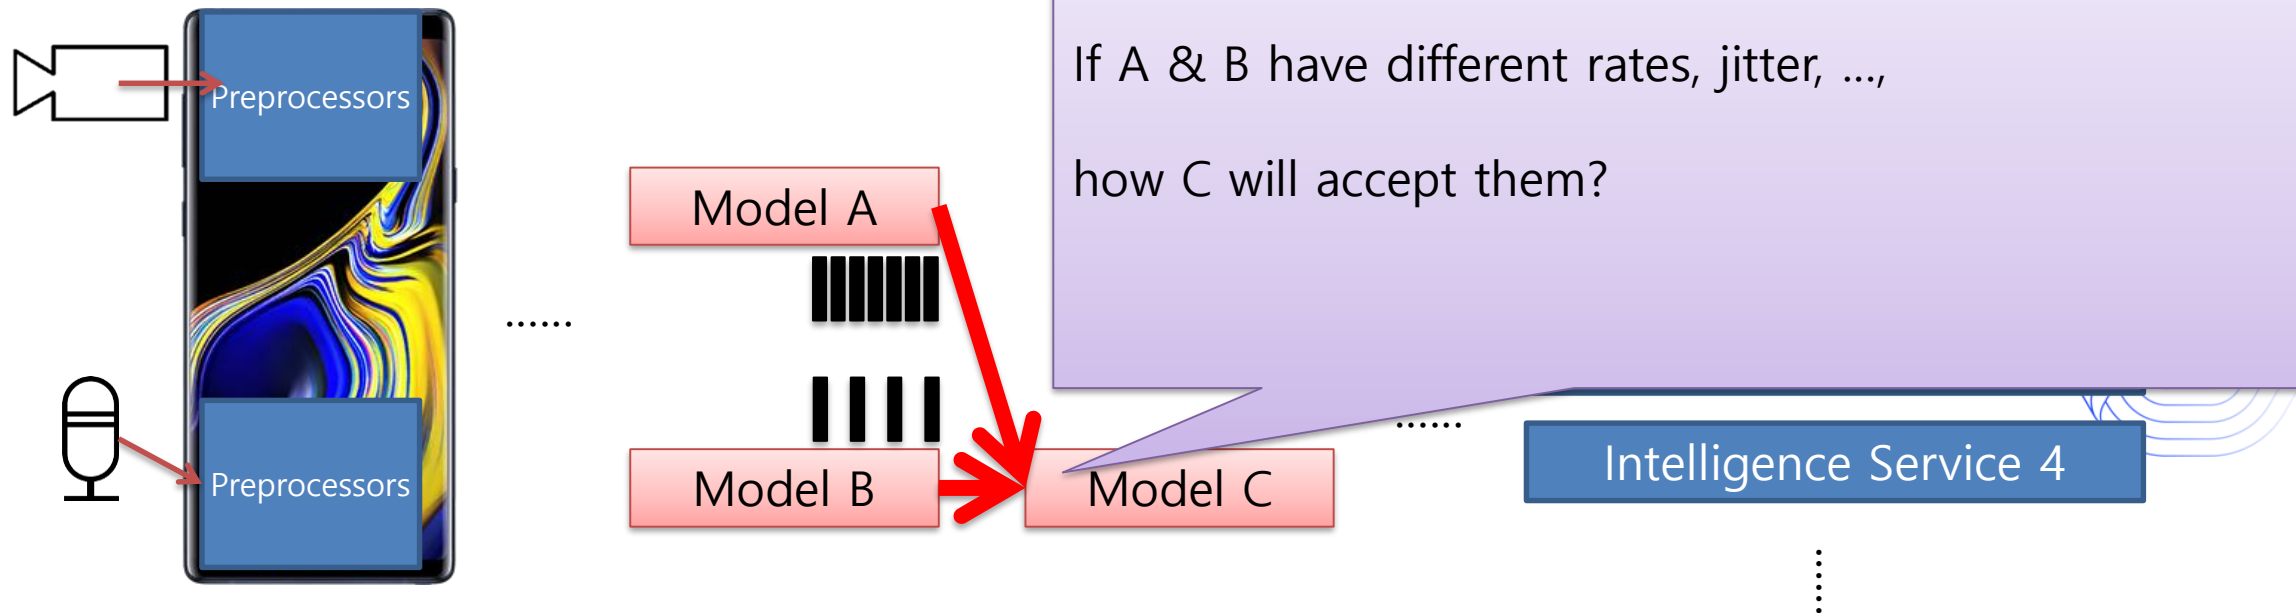 If A & B have different rates, jitter, ...,
how C will accept them?
Preprocessors
Model A
......
......
Model B
Model C
Intelligence Service 4
Preprocessors
......